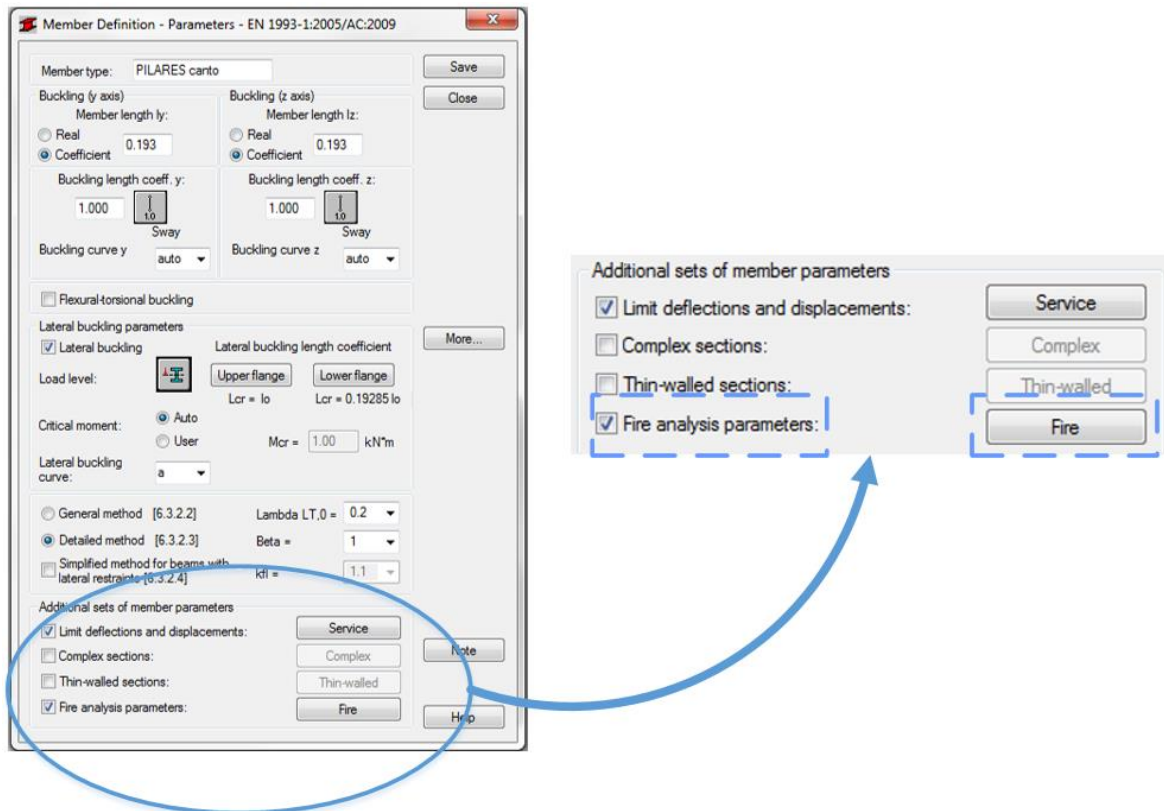 Member Definition - Parameters - EN 1993-1:2005/AC:2009
Member type: PILARES canto
Save
Close
Buckling (y axis)
Member length ly:
Real
Coefficient
0.193
Buckling (z axis)
Member length lz:
Real
Coefficient
0.193
Buckling length coeff. y:
1.000
1.0
Sway
Buckling curve y auto
Buckling length coeff. z:
1.000
1.0
Sway
Buckling curve z auto
Flexural-torsional buckling
Lateral buckling parameters
Lateral buckling
Lateral buckling length coefficient
More...
Load level:
Upper flange
Lower flange
Lcr = lo
Lcr = 0.19285 lo
Critical moment:
Auto
User
Mcr = 1.00 kN*m
Lateral buckling
curve:
a
General method [6.3.2.2]
Lambda LT,0 = 0.2
Detailed method [6.3.2.3]
Beta = 1
Simplified method for beams with
lateral restraints [6.3.2.4]
kfl = 1.1
Additional sets of member parameters
Limit deflections and displacements: Service
Complex sections: Complex
Thin-walled sections: Thin-walled
Fire analysis parameters: Fire
Note
Help
Additional sets of member parameters
Limit deflections and displacements: Service
Complex sections: Complex
Thin-walled sections: Thin-walled
Fire analysis parameters: Fire